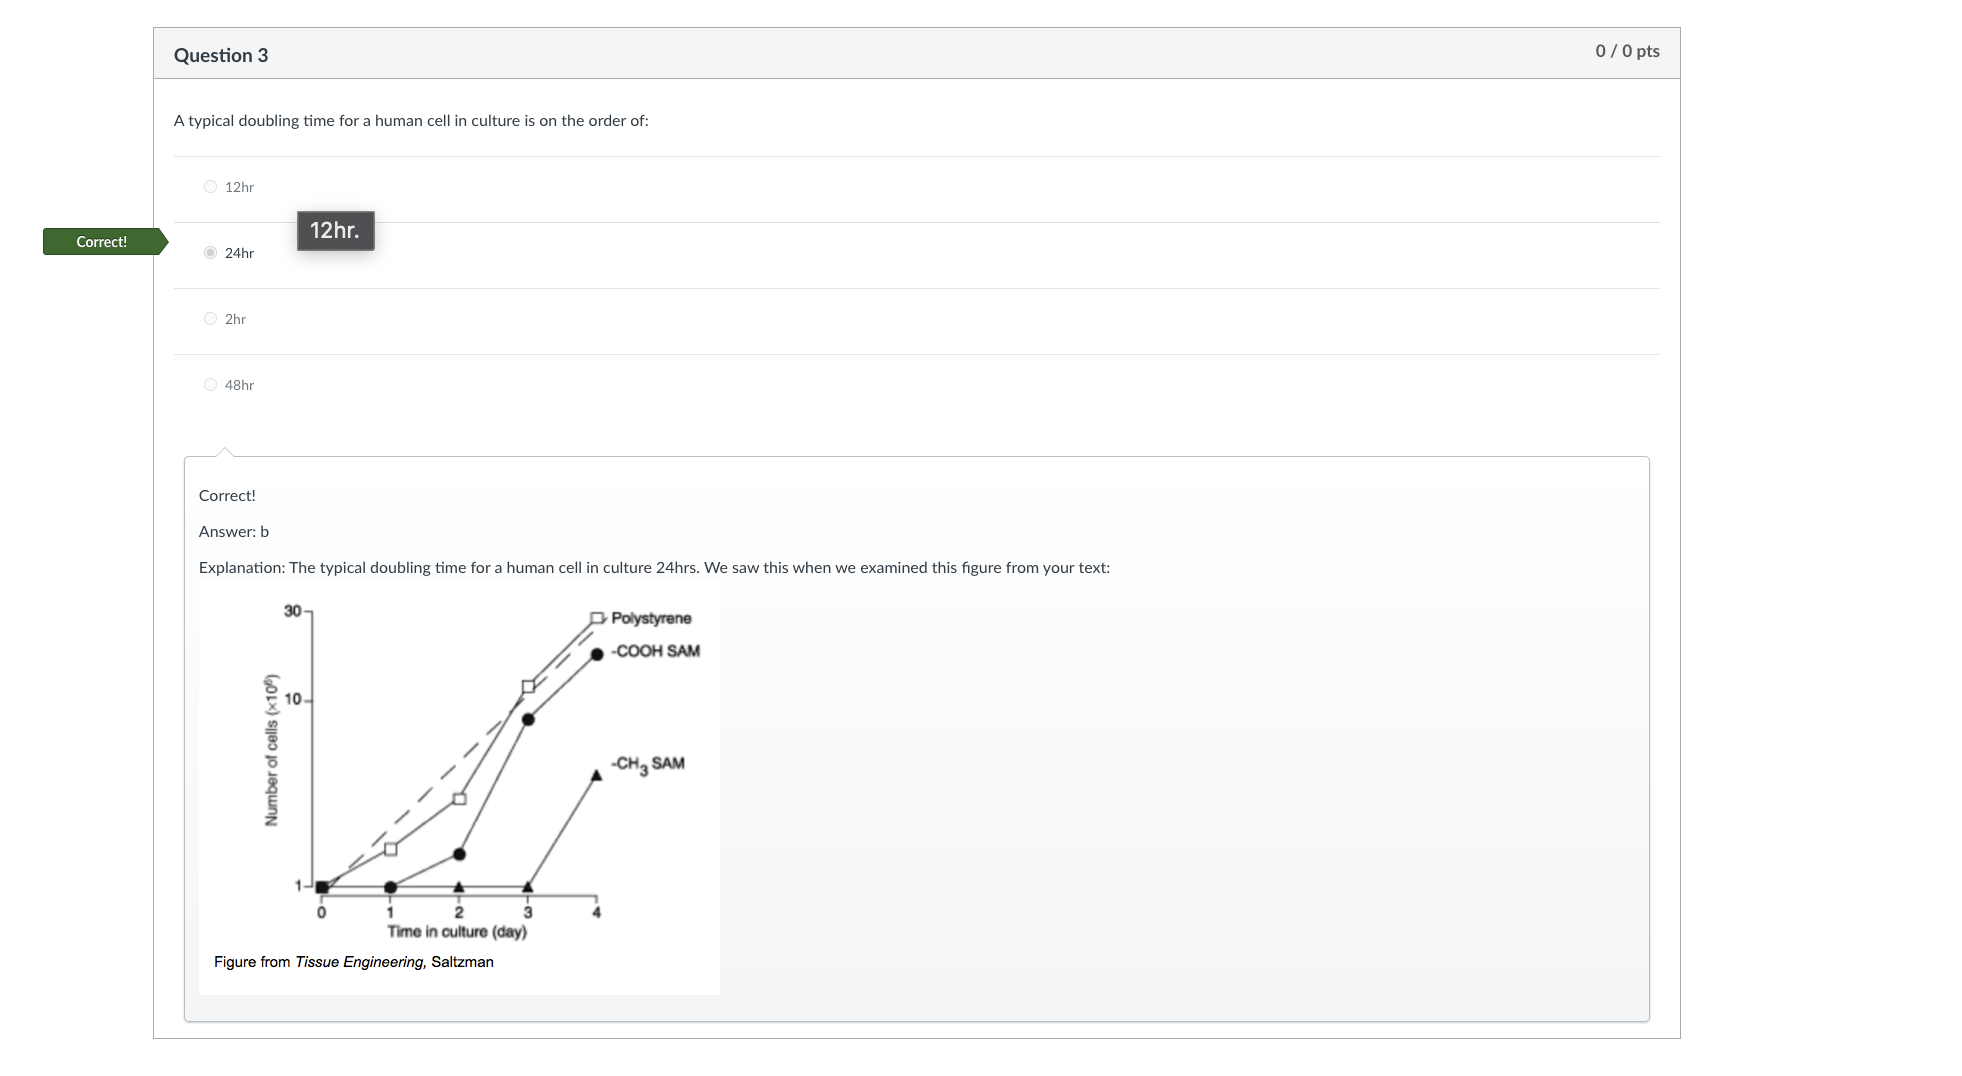 Question 3
0 / 0 pts
A typical doubling time for a human cell in culture is on the order of:
12hr
12hr.
Correct!
24hr
2hr
48hr
Correct!
Answer: b
Explanation: The typical doubling time for a human cell in culture 24hrs. We saw this when we examined this figure from your text:
30
Polystyrene
-COOH SAM
10
Number of cells (×10⁶)
-CH₃ SAM
1
0 1 2 3 4
Time in culture (day)
Figure from Tissue Engineering, Saltzman